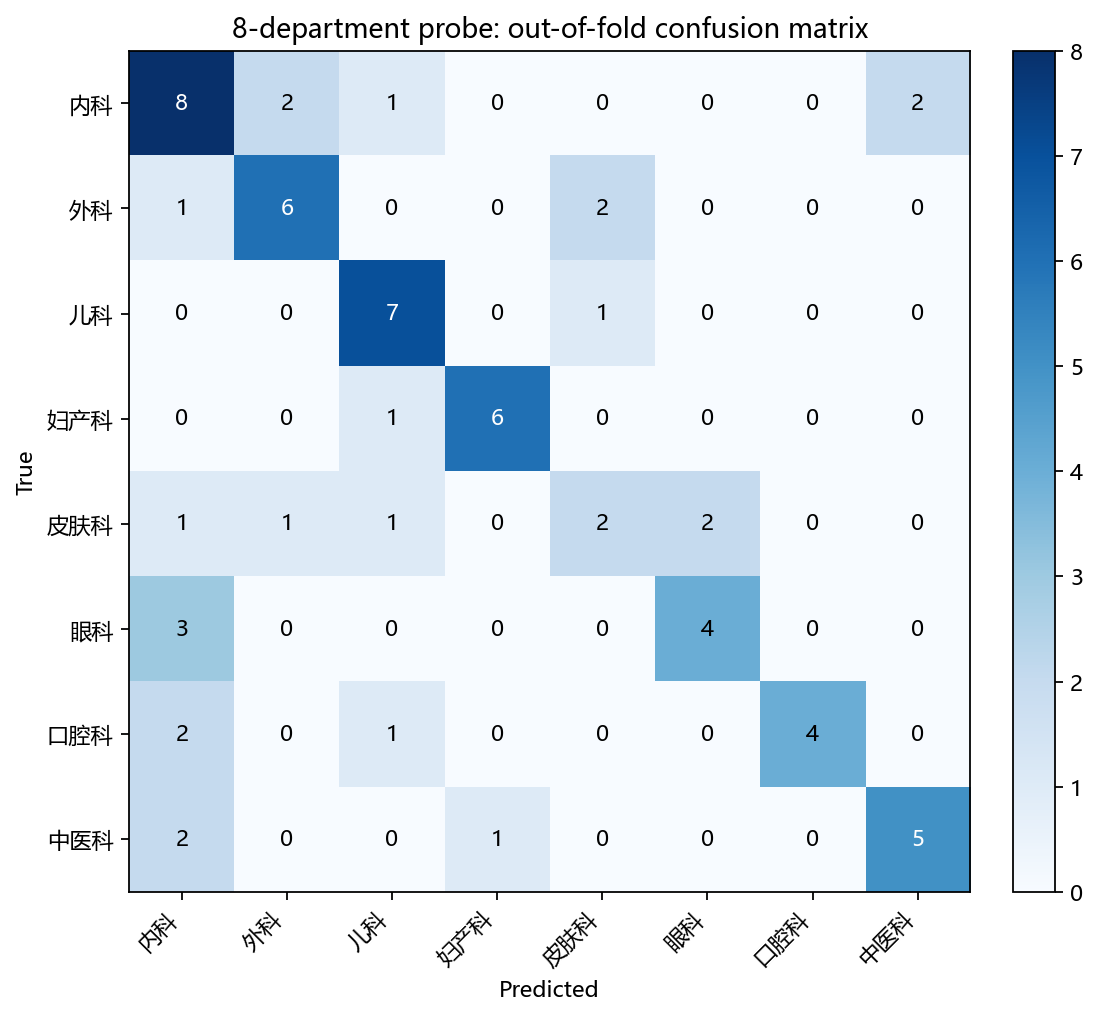 8-department probe: out-of-fold confusion matrix
内科 8 2 1 0 0 0 0 2
外科 1 6 0 0 2 0 0 0
儿科 0 0 7 0 1 0 0 0
妇产科 0 0 1 6 0 0 0 0
皮肤科 1 1 1 0 2 2 0 0
眼科 3 0 0 0 0 4 0 0
口腔科 2 0 1 0 0 0 4 0
中医科 2 0 0 1 0 0 0 5
True
内科 外科 儿科 妇产科 皮肤科 眼科 口腔科 中医科
Predicted
8
7
6
5
4
3
2
1
0